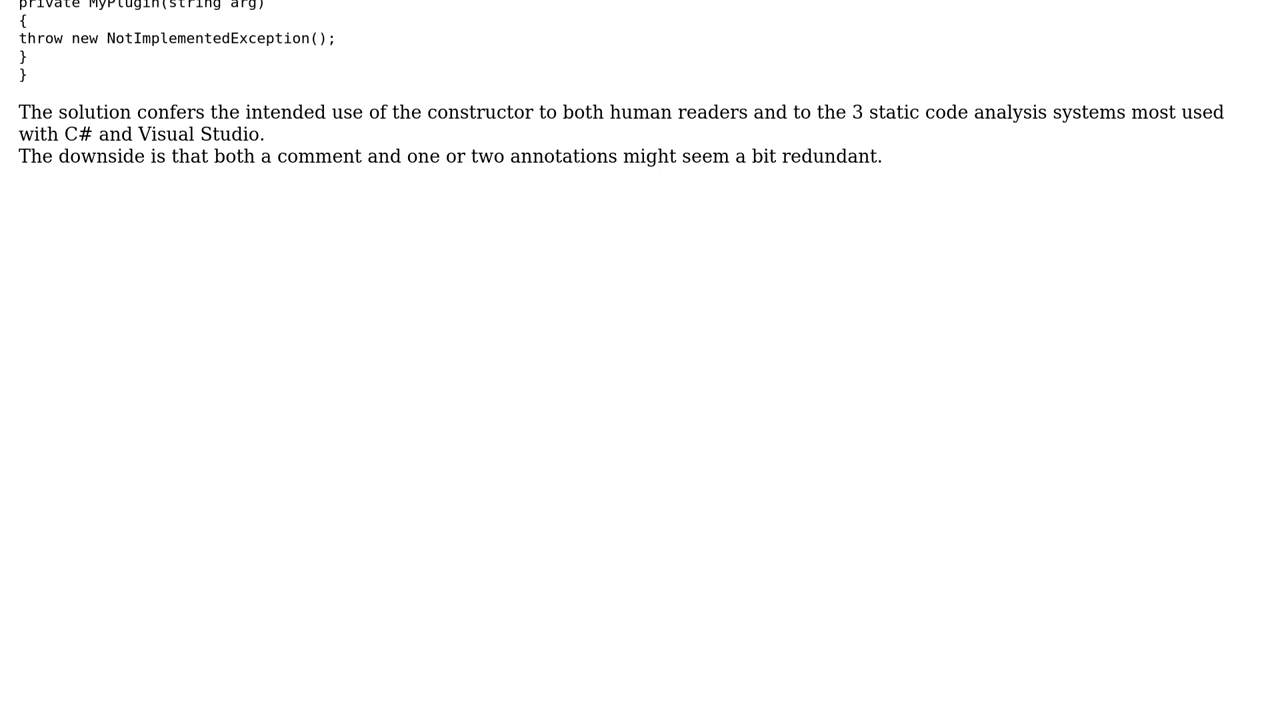 private MyPlugin(string arg)
{
throw new NotImplementedException();
}
}
The solution confers the intended use of the constructor to both human readers and to the 3 static code analysis systems most used
with C# and Visual Studio.
The downside is that both a comment and one or two annotations might seem a bit redundant.